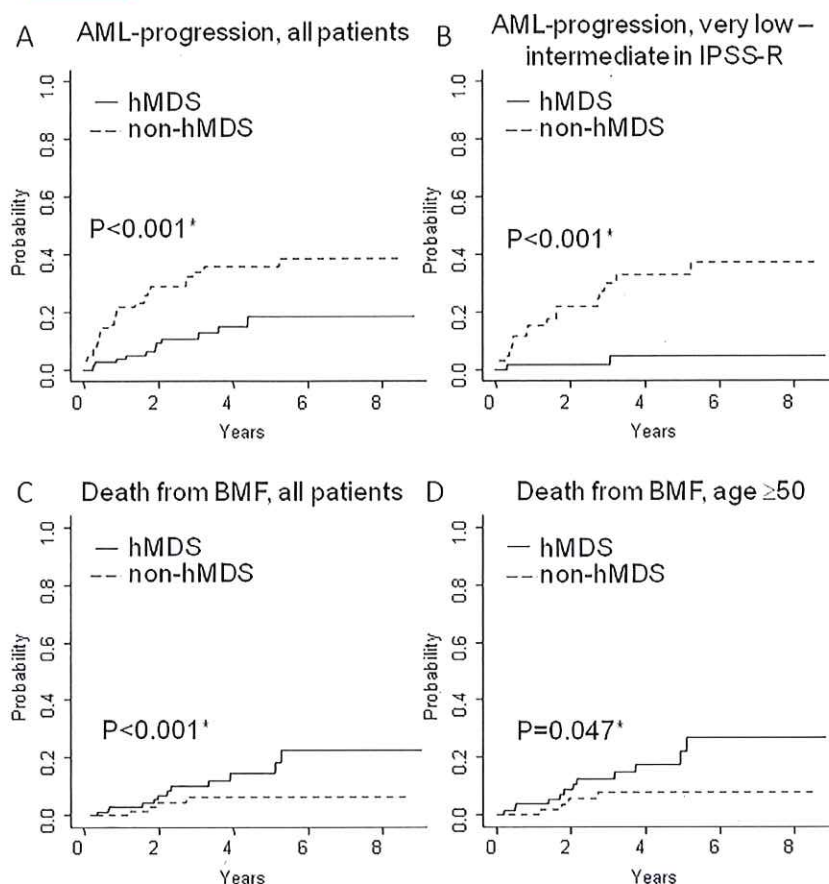 A AML-progression, all patients
Probability
1.0
0.8
0.6
0.4
0.2
0.0
hMDS
non-hMDS
P<0.001*
0 2 4 6 8
Years
B AML-progression, very low –
intermediate in IPSS-R
Probability
1.0
0.8
0.6
0.4
0.2
0.0
hMDS
non-hMDS
P<0.001*
0 2 4 6 8
Years
C Death from BMF, all patients
Probability
1.0
0.8
0.6
0.4
0.2
0.0
hMDS
non-hMDS
P<0.001*
0 2 4 6 8
Years
D Death from BMF, age ≥50
Probability
1.0
0.8
0.6
0.4
0.2
0.0
hMDS
non-hMDS
P=0.047*
0 2 4 6 8
Years